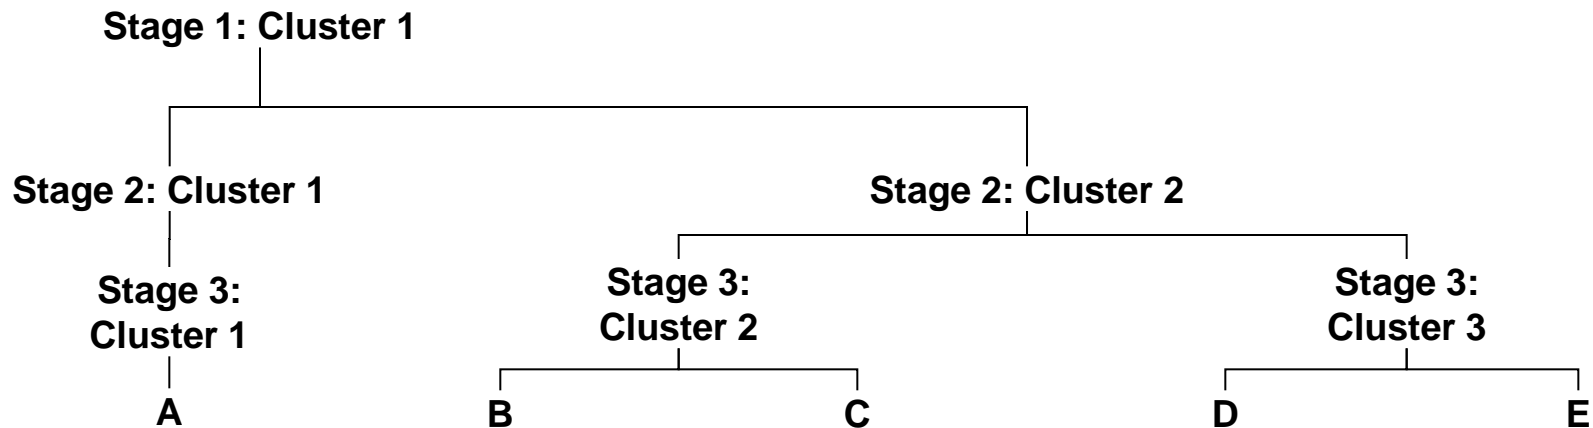 Stage 1: Cluster 1
Stage 2: Cluster 1
Stage 2: Cluster 2
Stage 3:
Cluster 1
Stage 3:
Cluster 2
Stage 3:
Cluster 3
A
B
C
D
E